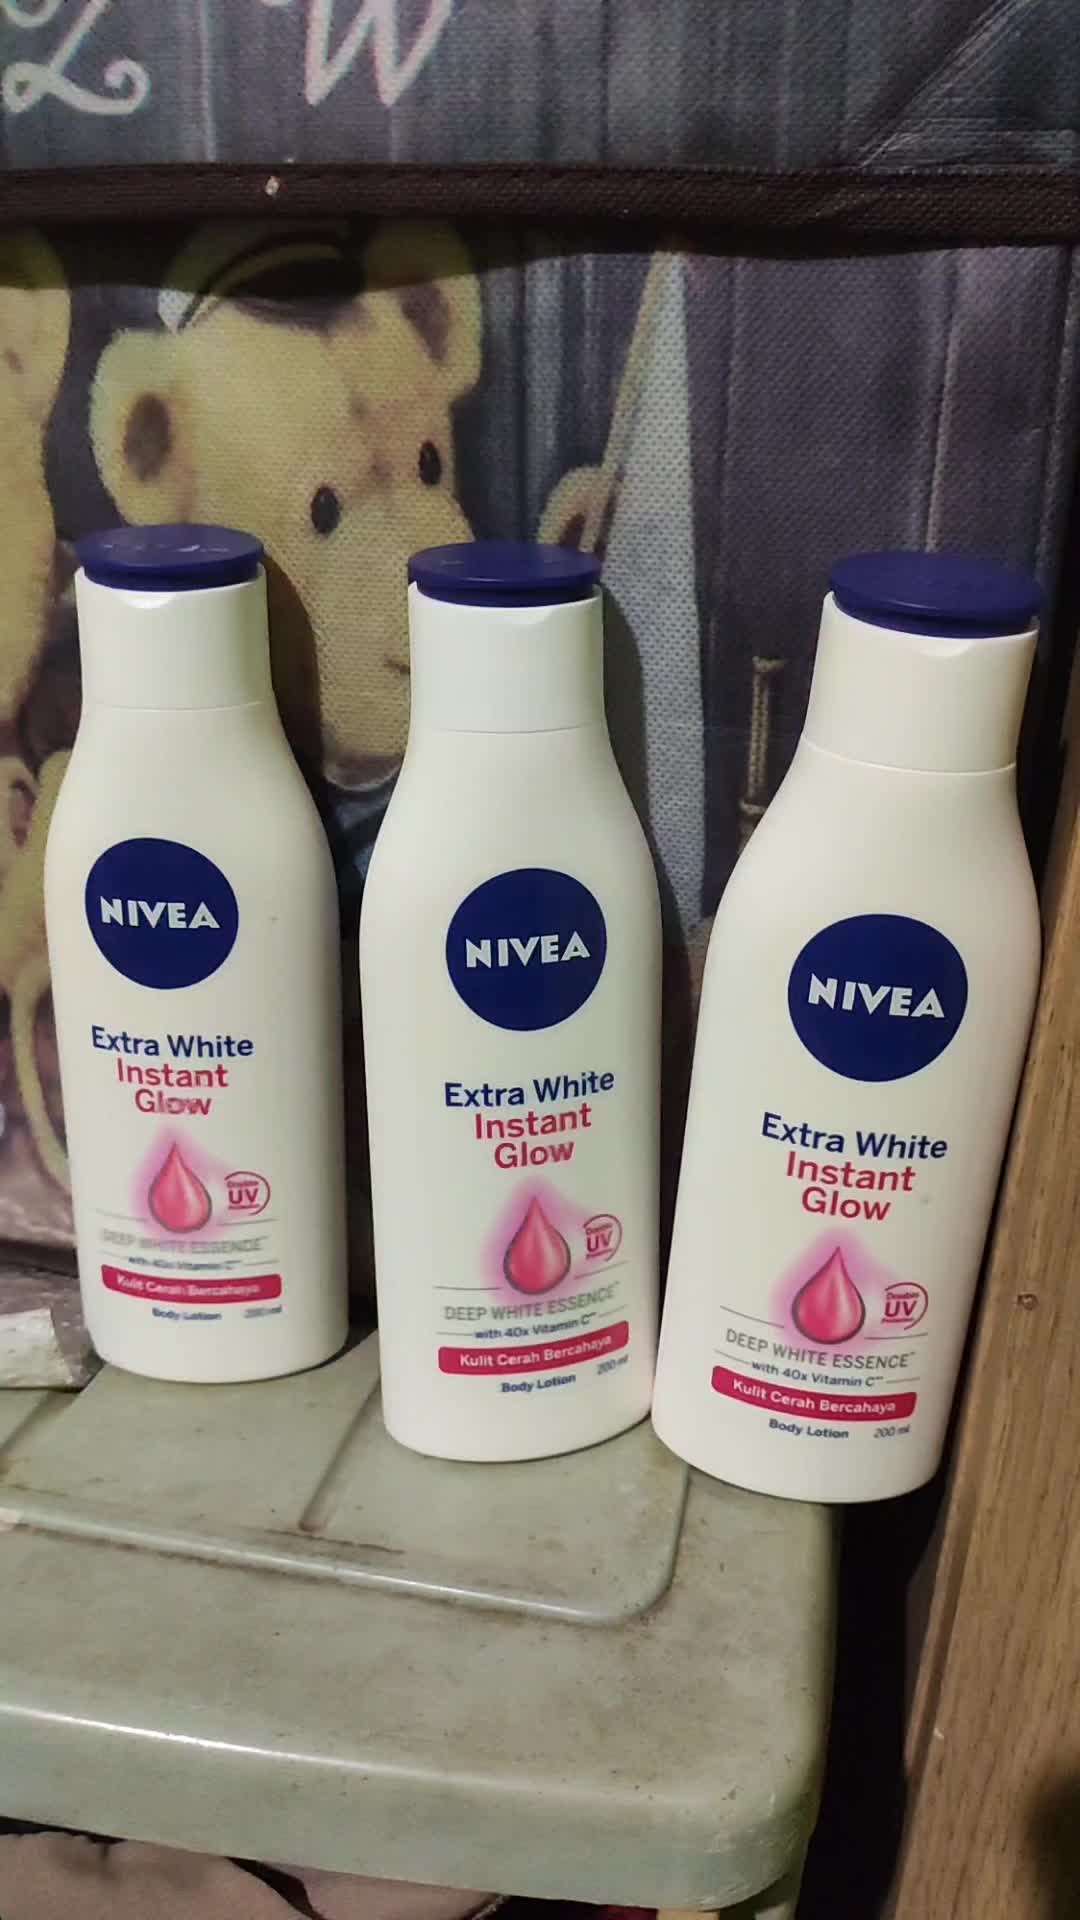 L W
NIVEA
Extra White
Instant
Glow
Double
UV
DEEP WHITE ESSENCE™
with 40x Vitamin C**
Kulit Cerah Bercahaya
Body Lotion 200 ml
NIVEA
Extra White
Instant
Glow
Double
UV
DEEP WHITE ESSENCE™
with 40x Vitamin C**
Kulit Cerah Bercahaya
Body Lotion 200 ml
NIVEA
Extra White
Instant
Glow
Double
UV
DEEP WHITE ESSENCE™
with 40x Vitamin C**
Kulit Cerah Bercahaya
Body Lotion 200 ml